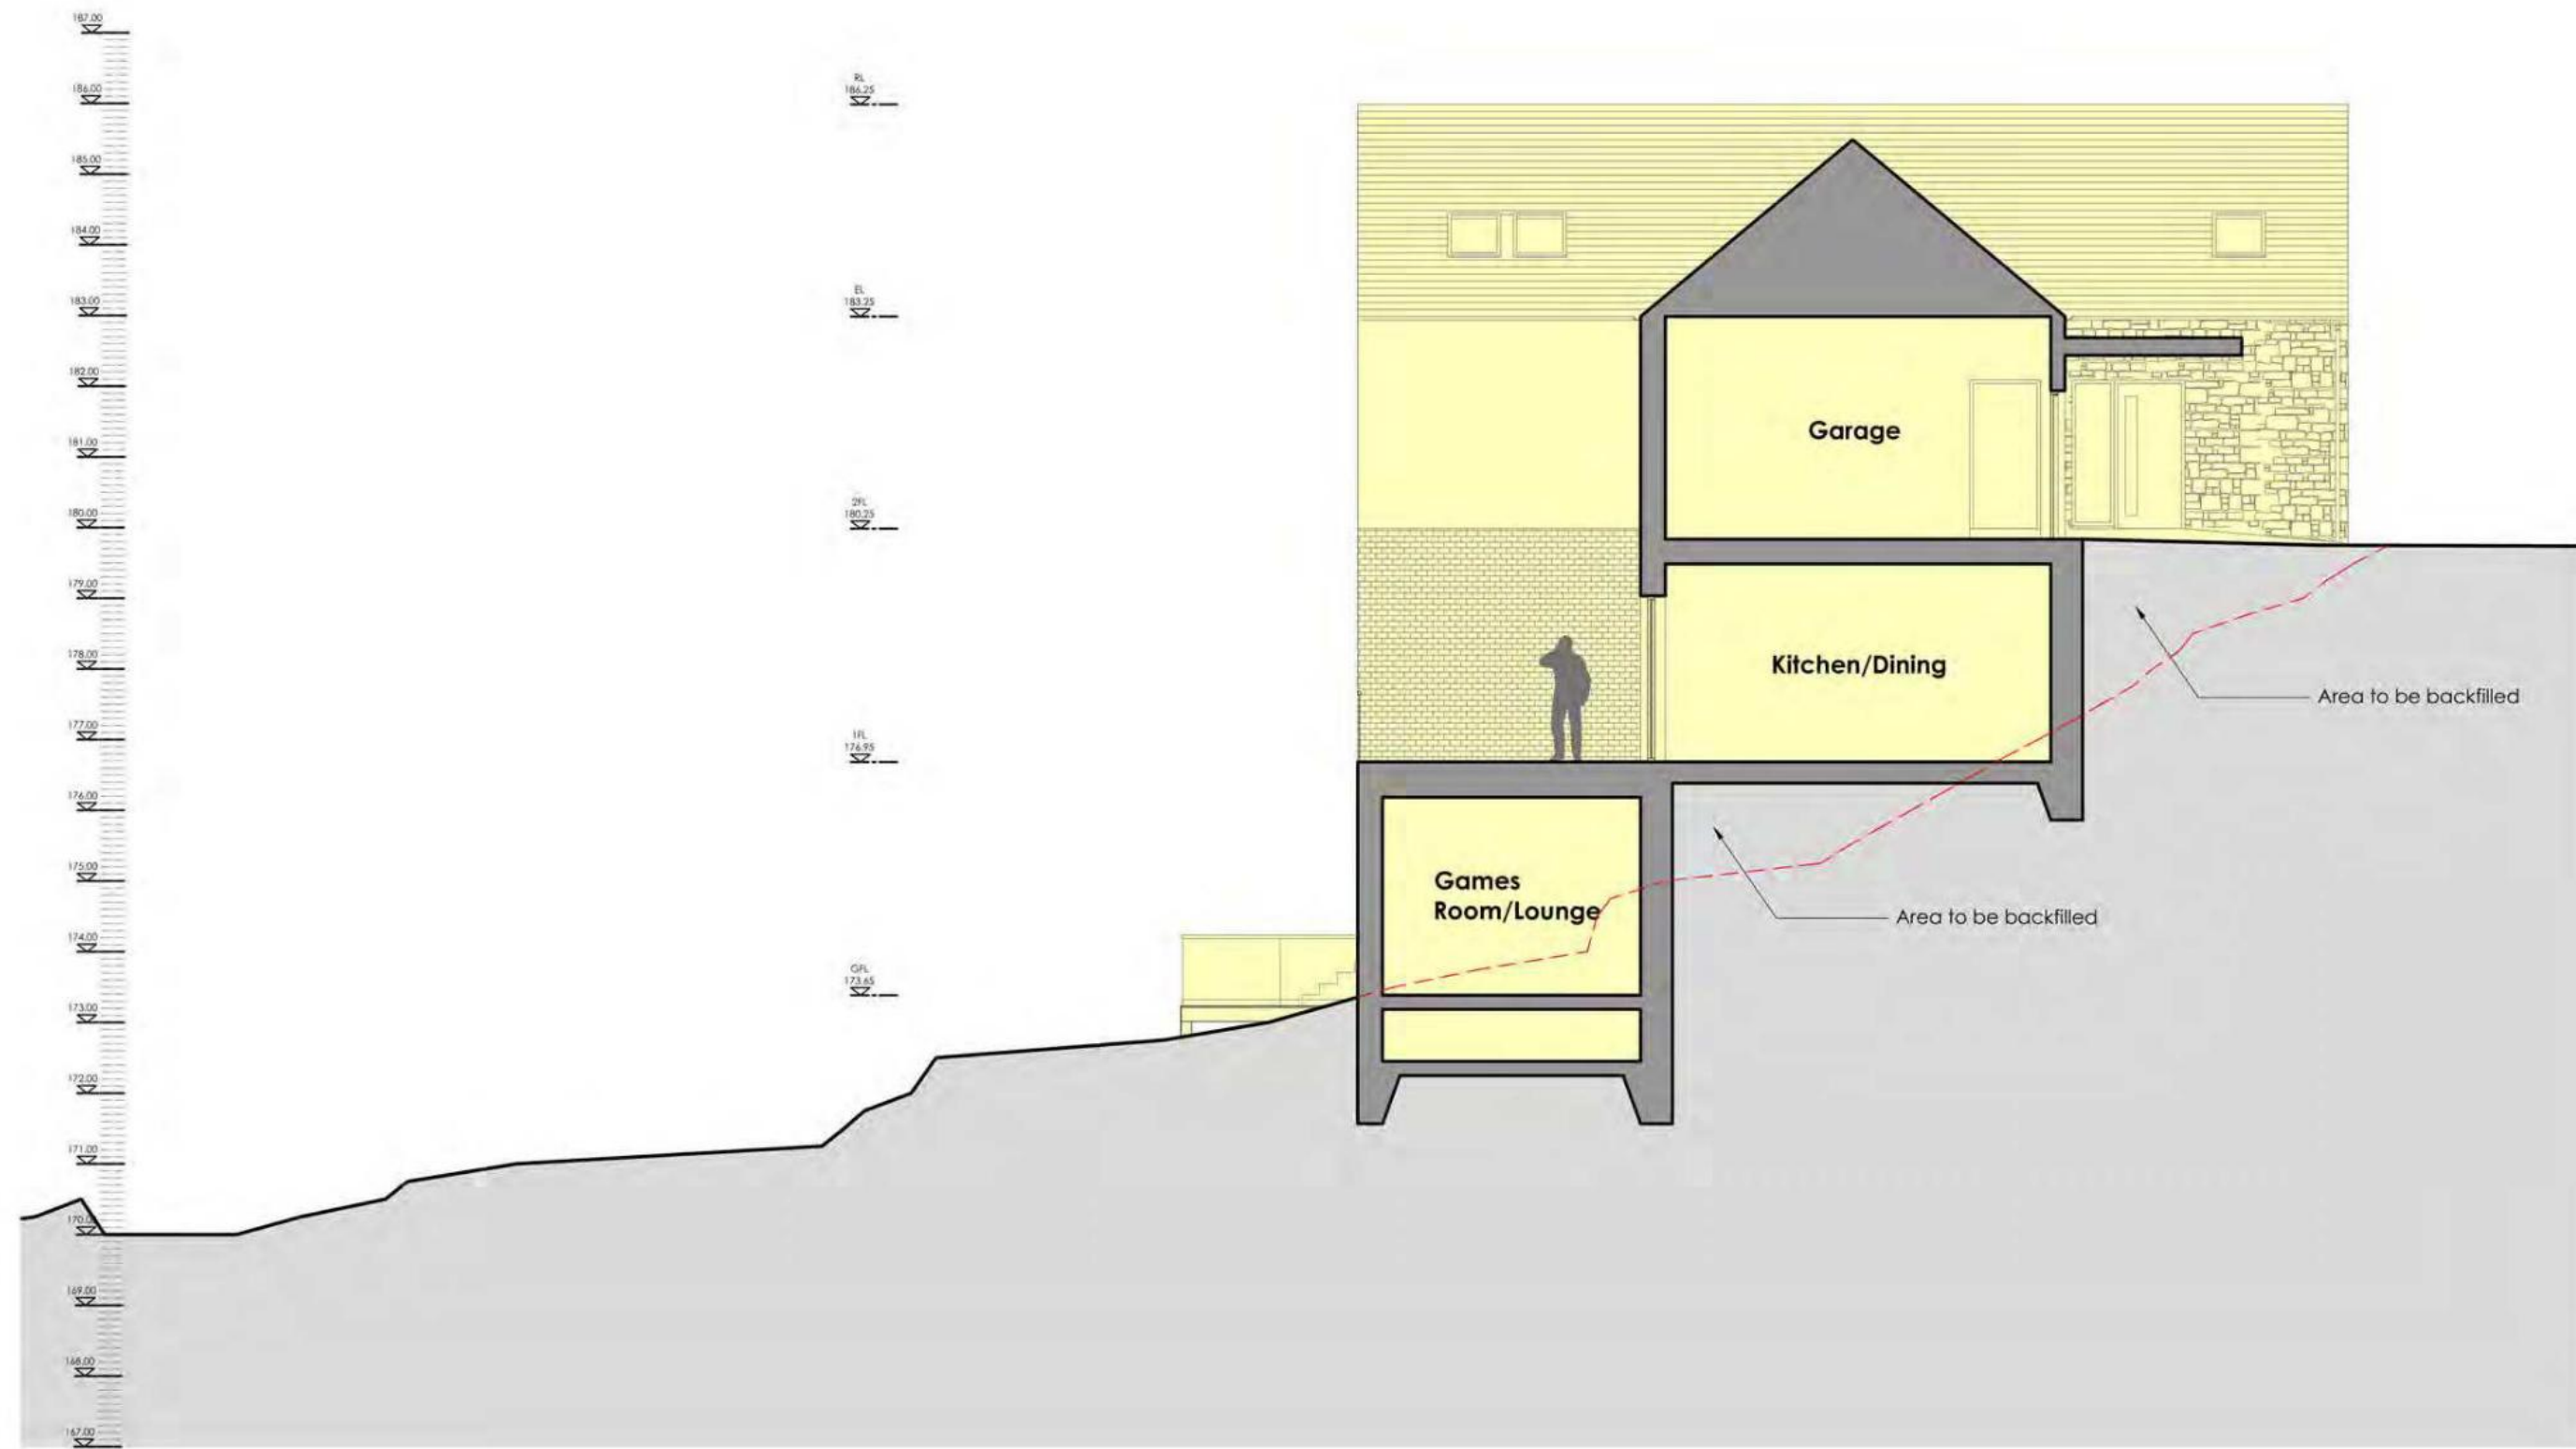 187.00
186.00
185.00
184.00
183.00
182.00
181.00
180.00
179.00
178.00
177.00
176.00
175.00
174.00
173.00
172.00
171.00
170.00
169.00
168.00
167.00
RL
186.25
EL
183.25
2FL
180.25
1FL
176.95
GFL
173.65
Garage
Kitchen/Dining
Games
Room/Lounge
Area to be backfilled
Area to be backfilled